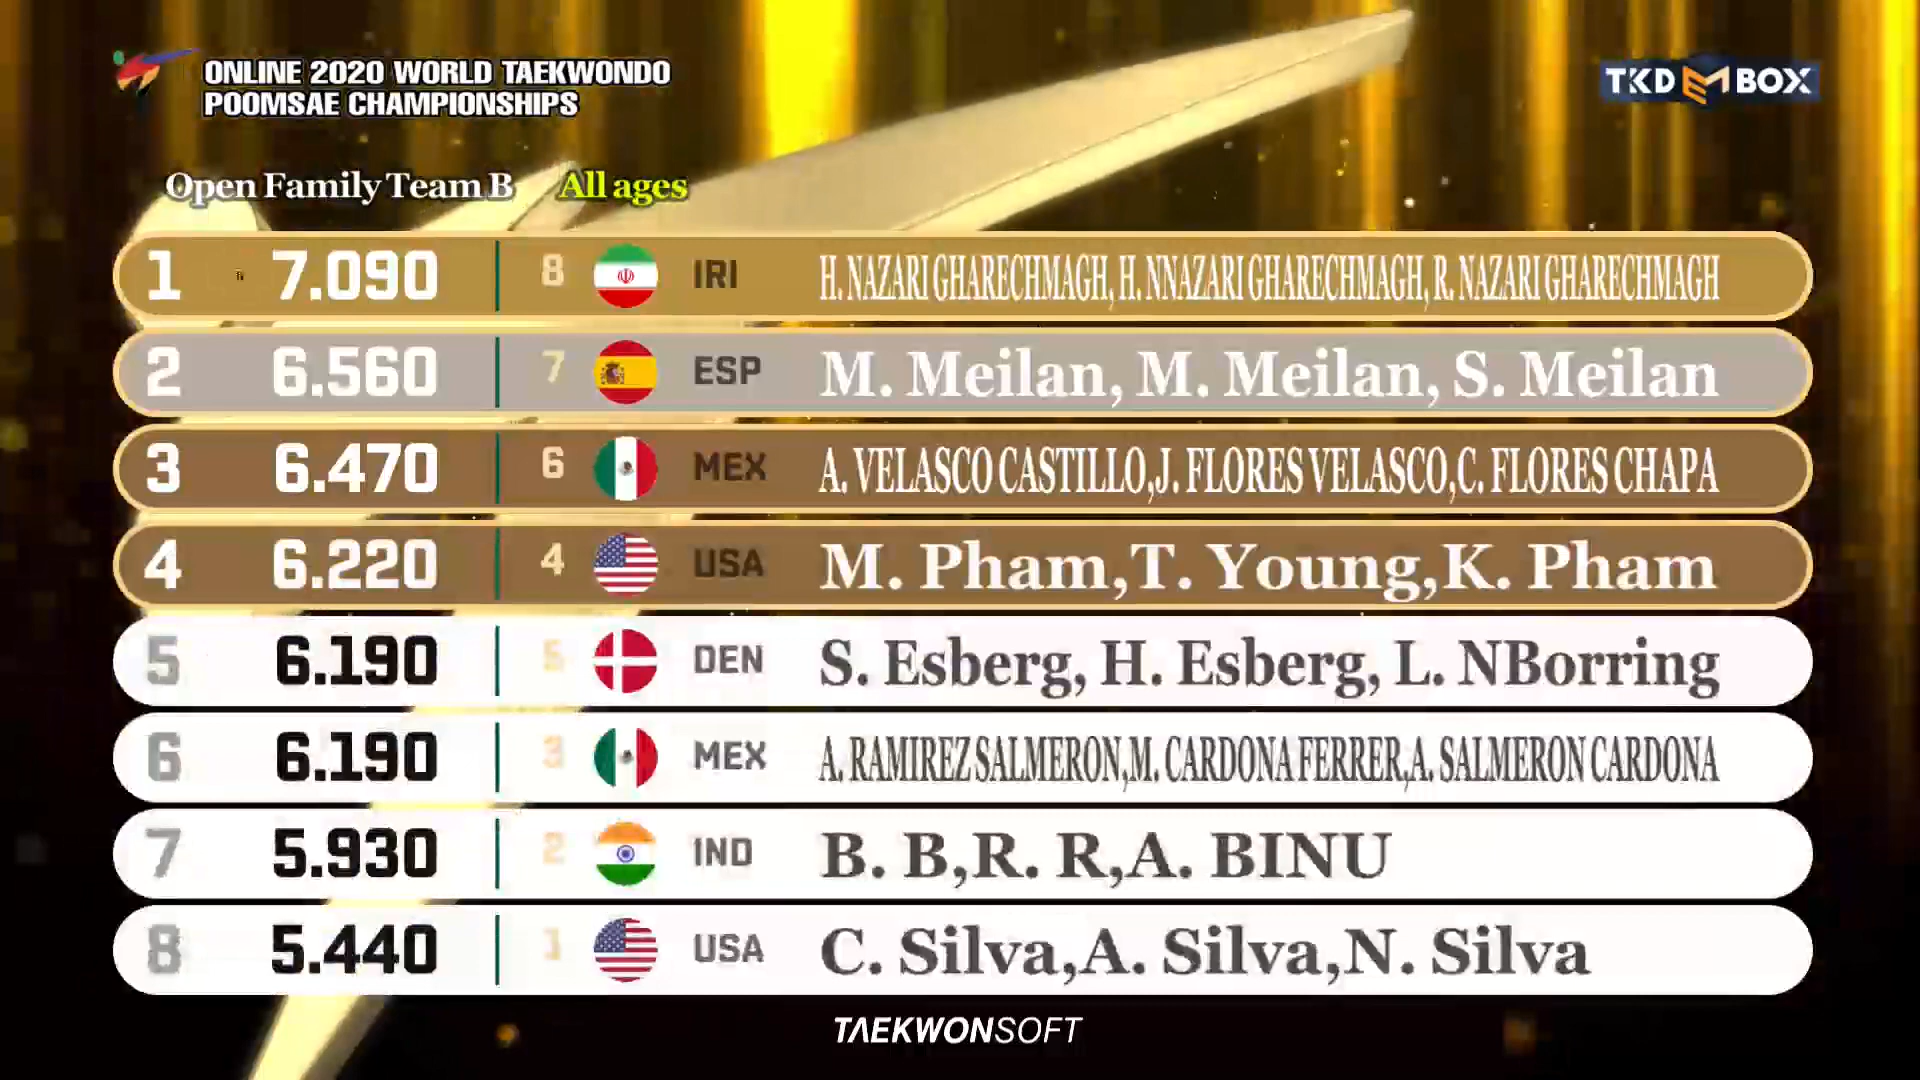 ONLINE 2020 WORLD TAEKWONDO
POOMSAE CHAMPIONSHIPS
TKD BOX
Open Family Team B All ages
1 7.090 8 IRI H. NAZARI GHARECHMAGH, H. NNAZARI GHARECHMAGH, R. NAZARI GHARECHMAGH
2 6.560 7 ESP M. Meilan, M. Meilan, S. Meilan
3 6.470 6 MEX A. VELASCO CASTILLO,J. FLORES VELASCO,C. FLORES CHAPA
4 6.220 4 USA M. Pham,T. Young,K. Pham
5 6.190 5 DEN S. Esberg, H. Esberg, L. NBorring
6 6.190 3 MEX A. RAMIREZ SALMERON,M. CARDONA FERRER,A. SALMERON CARDONA
7 5.930 2 IND B. B,R. R,A. BINU
8 5.440 1 USA C. Silva,A. Silva,N. Silva
TAEKWONSOFT